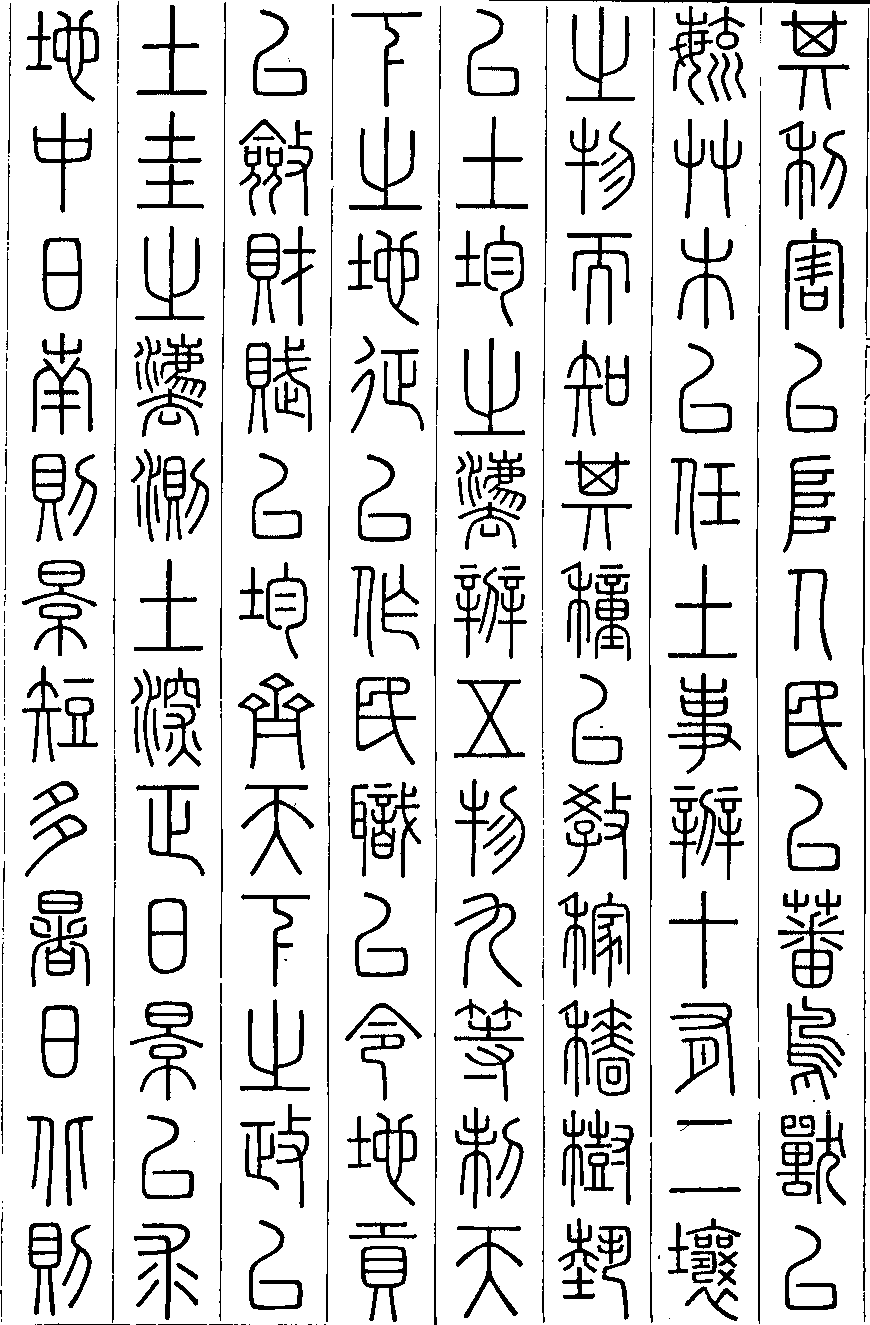 其利害以阜人民以蕃鳥獸以
毓艸木以任土事辨十有二壤
之物而知其穜以教稼穡樹埶
以土均之灋辨五物九等制天
下之地征以作民職以令地貢
以斂財賦以均齊天下之政以
土圭之灋測土深正日景以求
地中日南則景短多暑日北則